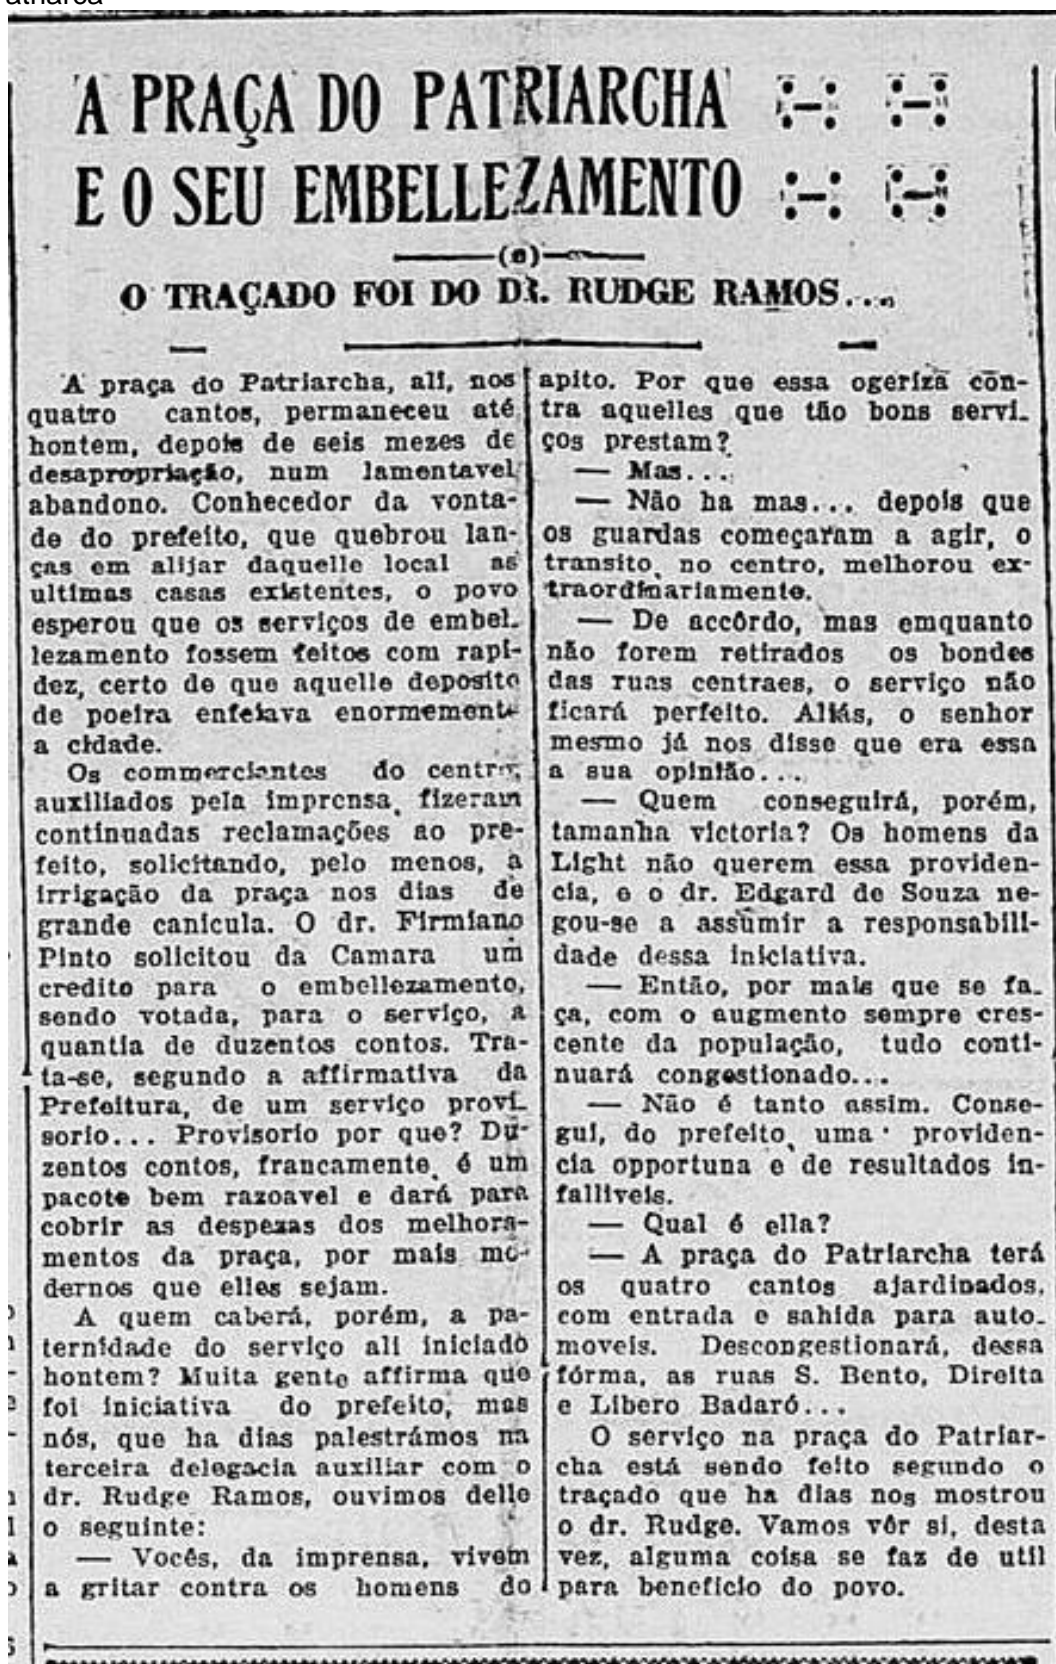 A PRAÇA DO PATRIARCHA
E O SEU EMBELLEZAMENTO
(o)
O TRAÇADO FOI DO DR. RUDGE RAMOS...
A praça do Patriarcha, ali, nos
quatro cantos, permaneceu até
hontem, depois de seis mezes de
desapropriação, num lamentavel
abandono. Conhecedor da vonta-
de do prefeito, que quebrou lan-
ças em alijar daquelle local as
ultimas casas existentes, o povo
esperou que os serviços de embel-
lezamento fossem feitos com rapi-
dez, certo de que aquelle deposito
de poeira enfeiava enormemente
a cidade.
Os commerciantes do centro,
auxiliados pela imprensa, fizeram
continuadas reclamações ao pre-
feito, solicitando, pelo menos, a
irrigação da praça nos dias de
grande canicula. O dr. Firmiano
Pinto solicitou da Camara um
credito para o embellezamento,
sendo votada, para o serviço, a
quantia de duzentos contos. Tra-
ta-se, segundo a affirmativa da
Prefeitura, de um serviço provi-
sorio... Provisorio por que? Du-
zentos contos, francamente, é um
pacote bem razoavel e dará para
cobrir as despezas dos melhora-
mentos da praça, por mais mo-
dernos que elles sejam.
A quem caberá, porém, a pa-
ternidade do serviço ali iniciado
hontem? Muita gente affirma que
foi iniciativa do prefeito, mas
nós, que ha dias palestrámos na
terceira delegacia auxiliar com o
dr. Rudge Ramos, ouvimos delle
o seguinte:
— Vocês, da imprensa, vivem
a gritar contra os homens do
apito. Por que essa ogeriza con-
tra aquelles que tão bons servi-
ços prestam?
— Mas...
— Não ha mas... depois que
os guardas começaram a agir, o
transito, no centro, melhorou ex-
traordinariamente.
— De accôrdo, mas emquanto
não forem retirados os bondes
das ruas centraes, o serviço não
ficará perfeito. Aliás, o senhor
mesmo já nos disse que era essa
a sua opinião...
— Quem conseguirá, porém,
tamanha victoria? Os homens da
Light não querem essa providen-
cia, e o dr. Edgard de Souza ne-
gou-se a assumir a responsabili-
dade dessa iniciativa.
— Então, por mais que se fa-
ça, com o augmento sempre cres-
cente da população, tudo conti-
nuará congestionado...
— Não é tanto assim. Conse-
gui, do prefeito, uma providen-
cia opportuna e de resultados in-
falliveis.
— Qual é ella?
— A praça do Patriarcha terá
os quatro cantos ajardinados,
com entrada e sahida para auto-
moveis. Descongestionará, dessa
fórma, as ruas S. Bento, Direita
e Libero Badaró...
O serviço na praça do Patriar-
cha está sendo feito segundo o
traçado que ha dias nos mostrou
o dr. Rudge. Vamos vêr si, desta
vez, alguma coisa se faz de util
para beneficio do povo.